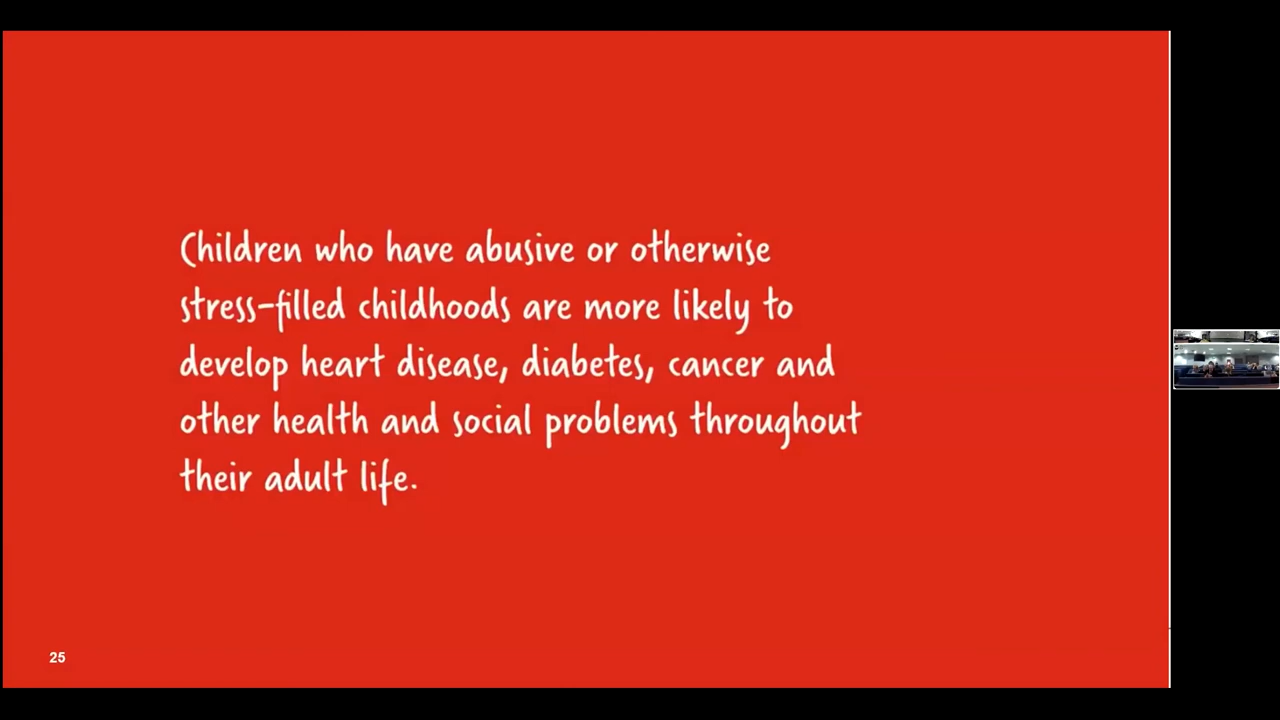 Children who have abusive or otherwise
stress-filled childhoods are more likely to
develop heart disease, diabetes, cancer and
other health and social problems throughout
their adult life.
25